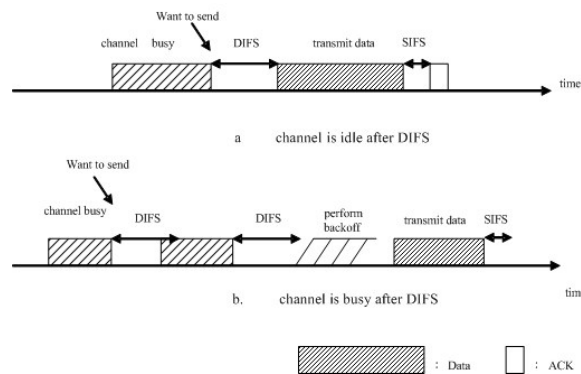 Want to send
channel busy
DIFS
transmit data
SIFS
time
a channel is idle after DIFS
Want to send
channel busy
DIFS
DIFS
perform
backoff
transmit data
SIFS
tim
b. channel is busy after DIFS
: Data
: ACK